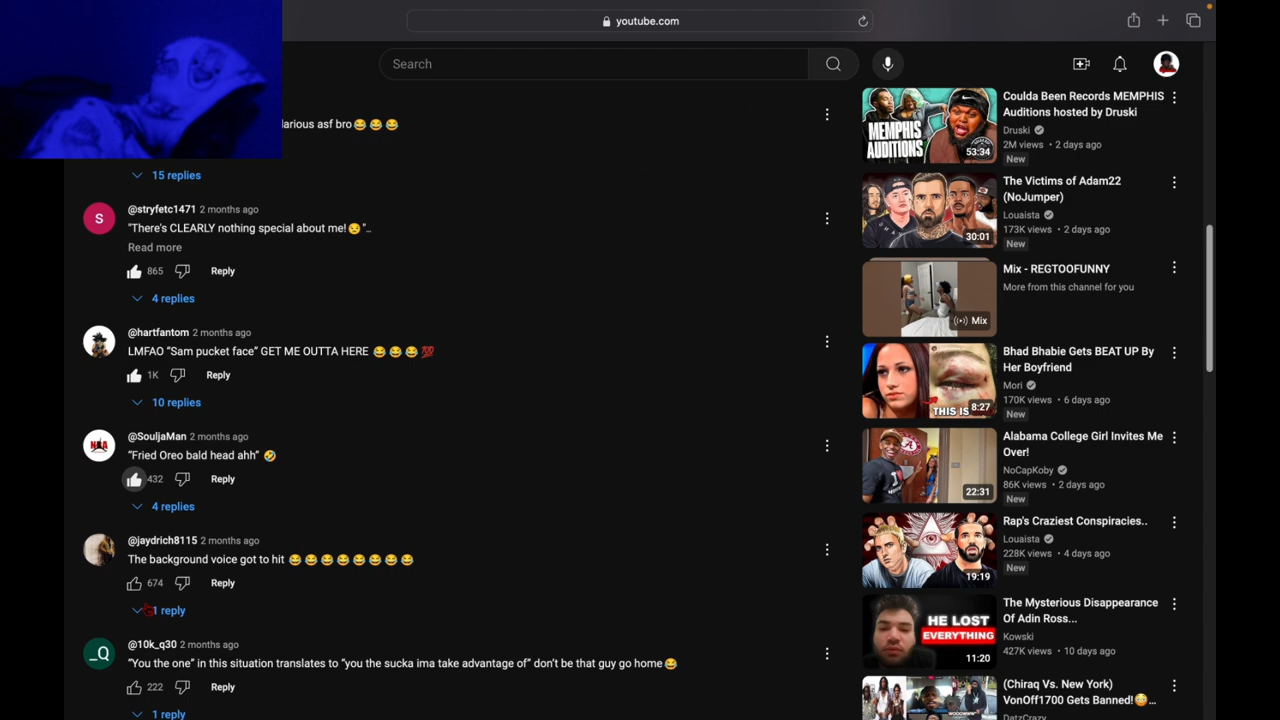 youtube.com
Search
larious asf bro😂😂😂
15 replies
S
@stryfetc1471 2 months ago
"There's CLEARLY nothing special about me!😒"..
Read more
865 Reply
4 replies
@hartfantom 2 months ago
LMFAO “Sam pucket face” GET ME OUTTA HERE 😂😂😂💯
1K Reply
10 replies
@SouljaMan 2 months ago
“Fried Oreo bald head ahh” 🤣
432 Reply
4 replies
@jaydrich8115 2 months ago
The background voice got to hit 😂😂😂😂😂😂😂😂
674 Reply
1 reply
_Q
@10k_q30 2 months ago
“You the one” in this situation translates to “you the sucka ima take advantage of” don’t be that guy go home😂
222 Reply
1 reply
MEMPHIS
AUDITIONS
53:34
Coulda Been Records MEMPHIS
Auditions hosted by Druski
Druski
2M views • 2 days ago
New
30:01
The Victims of Adam22
(NoJumper)
Louaista
173K views • 2 days ago
New
Mix
Mix - REGTOOFUNNY
More from this channel for you
THIS IS
8:27
Bhad Bhabie Gets BEAT UP By
Her Boyfriend
Mori
170K views • 6 days ago
New
22:31
Alabama College Girl Invites Me
Over!
NoCapKoby
86K views • 2 days ago
New
19:19
Rap's Craziest Conspiracies..
Louaista
228K views • 4 days ago
New
HE LOST
EVERYTHING
11:20
The Mysterious Disappearance
Of Adin Ross...
Kowski
427K views • 10 days ago
(Chiraq Vs. New York)
VonOff1700 Gets Banned!😳...
DatzCrazy